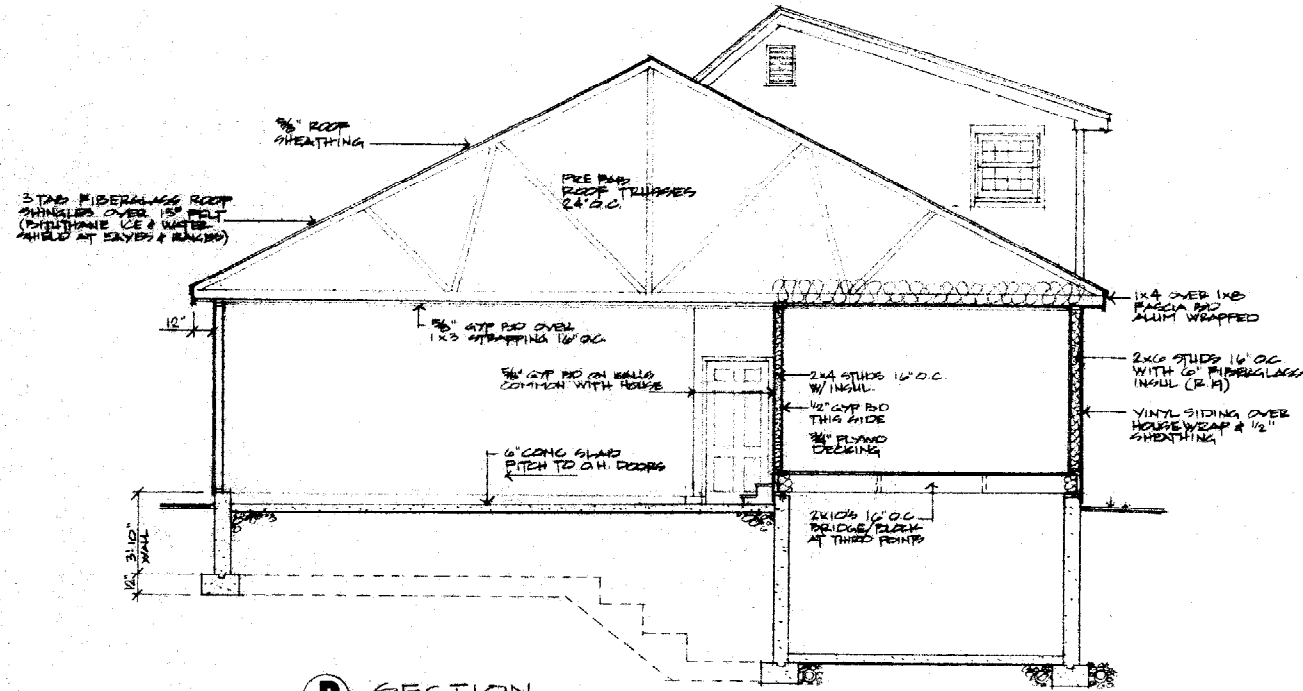 5/8" ROOF
SHEATHING
3 TAB FIBERGLASS ROOF
SHINGLES OVER 15# FELT
(BITUTHANE ICE & WATER
SHIELD AT EAVES & RAKES)
PRE FAB
ROOF TRUSSES
24" O.C.
12"
5/8" GYP BD OVER
1x3 STRAPPING 16" O.C.
5/8" GYP BD ON WALLS
COMMON WITH HOUSE
6" CONC SLAB
PITCH TO O.H. DOORS
2x4 STUDS 16" O.C.
W/ INSUL.
1/2" GYP BD
THIS SIDE
3/4" PLYWD
DECKING
2x10'S 16" O.C.
BRIDGE/BLOCK
AT THIRD POINTS
1x4 OVER 1x8
FASCIA BD
ALUM WRAPPED
2x6 STUDS 16" O.C.
WITH 6" FIBERGLASS
INSUL (R.19)
VINYL SIDING OVER
HOUSEWRAP & 1/2"
SHEATHING
3'-10"
WALL
12"
B SECTION